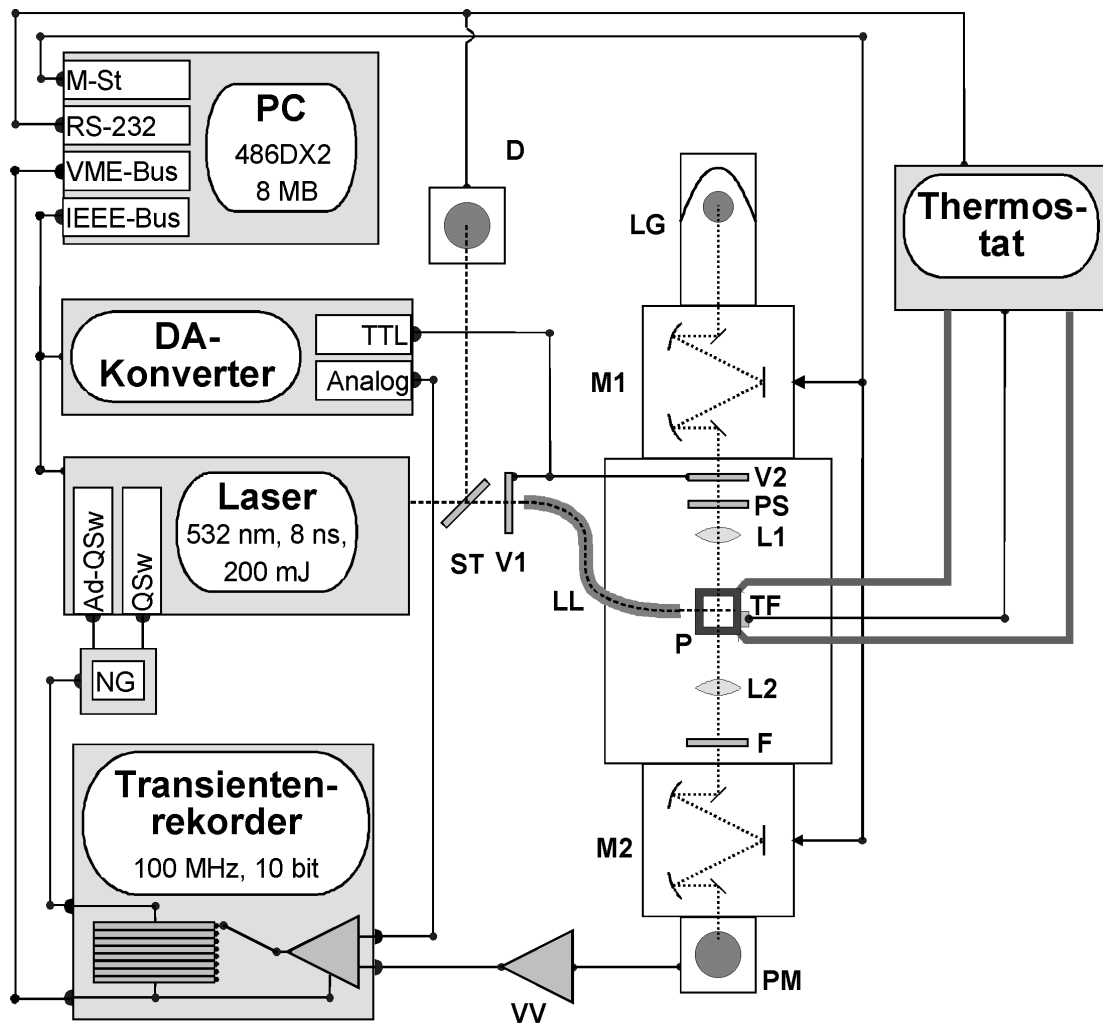 M-St
RS-232
VME-Bus
IEEE-Bus
PC
486DX2
8 MB
D
LG
Thermos-
tat
DA-
Konverter
TTL
Analog
M1
Laser
532 nm, 8 ns,
200 mJ
Ad-QSw
QSw
ST
V1
V2
PS
L1
LL
TF
P
L2
F
NG
Transienten-
rekorder
100 MHz, 10 bit
M2
VV
PM